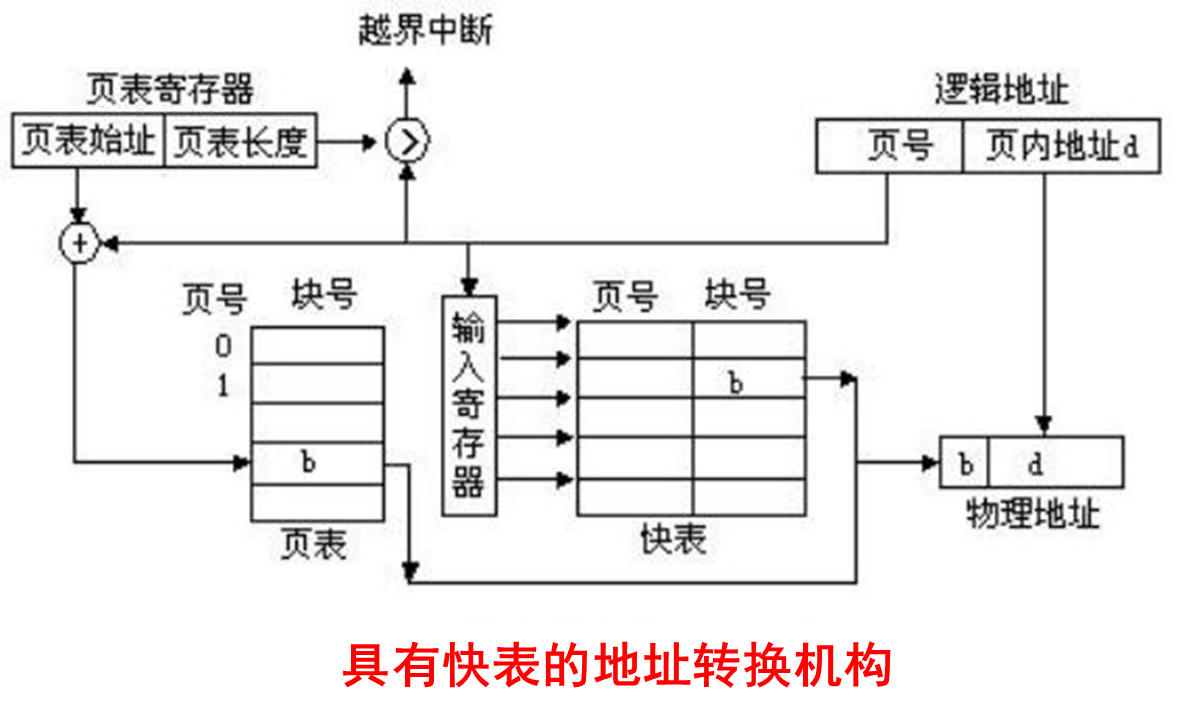 越界中断
页表寄存器
逻辑地址
页表始址 页表长度
>
页号 页内地址d
+
页号 块号
页号 块号
0
1
b
页表
输入寄存器
b
快表
b d
物理地址
具有快表的地址转换机构